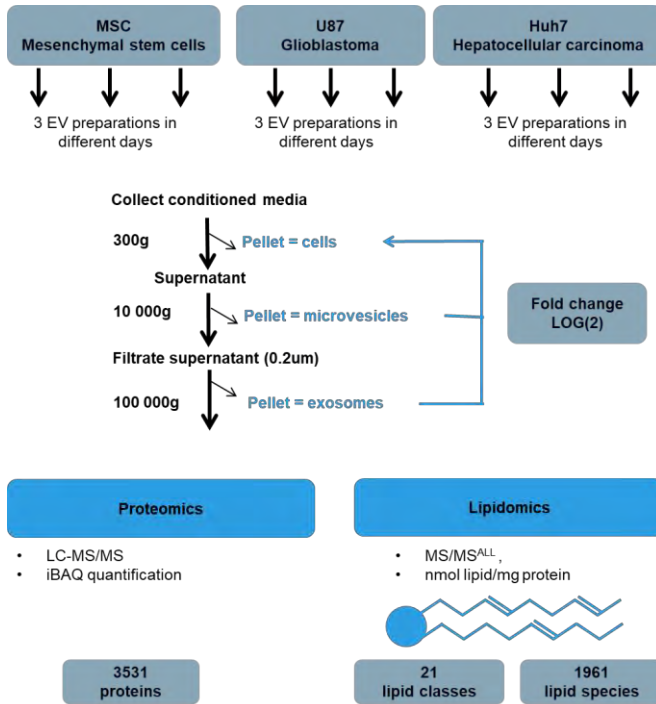 MSC
Mesenchymal stem cells
U87
Glioblastoma
Huh7
Hepatocellular carcinoma
3 EV preparations in
different days
3 EV preparations in
different days
3 EV preparations in
different days
Collect conditioned media
300g
Pellet = cells
Supernatant
10 000g
Pellet = microvesicles
Fold change
LOG(2)
Filtrate supernatant (0.2um)
100 000g
Pellet = exosomes
Proteomics
• LC-MS/MS
• iBAQ quantification
3531
proteins
Lipidomics
• MS/MSALL ,
• nmol lipid/mg protein
21
lipid classes
1961
lipid species